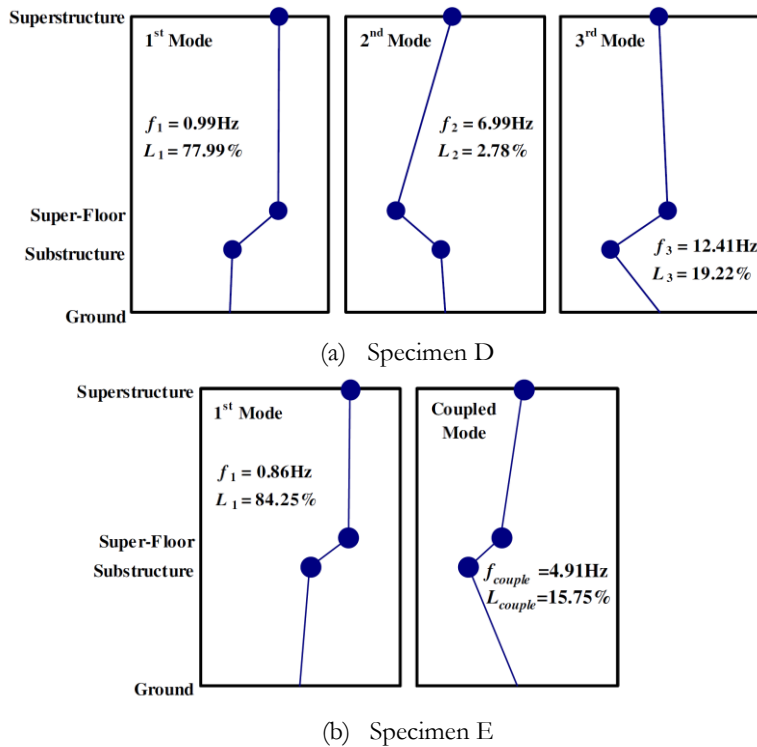 Superstructure
1st Mode
f1 = 0.99Hz
L1 = 77.99%
2nd Mode
f2 = 6.99Hz
L2 = 2.78%
3rd Mode
f3 = 12.41Hz
L3 = 19.22%
Super-Floor
Substructure
Ground
(a) Specimen D
Superstructure
1st Mode
f1 = 0.86Hz
L1 = 84.25%
Coupled
Mode
fcouple =4.91Hz
Lcouple=15.75%
Super-Floor
Substructure
Ground
(b) Specimen E